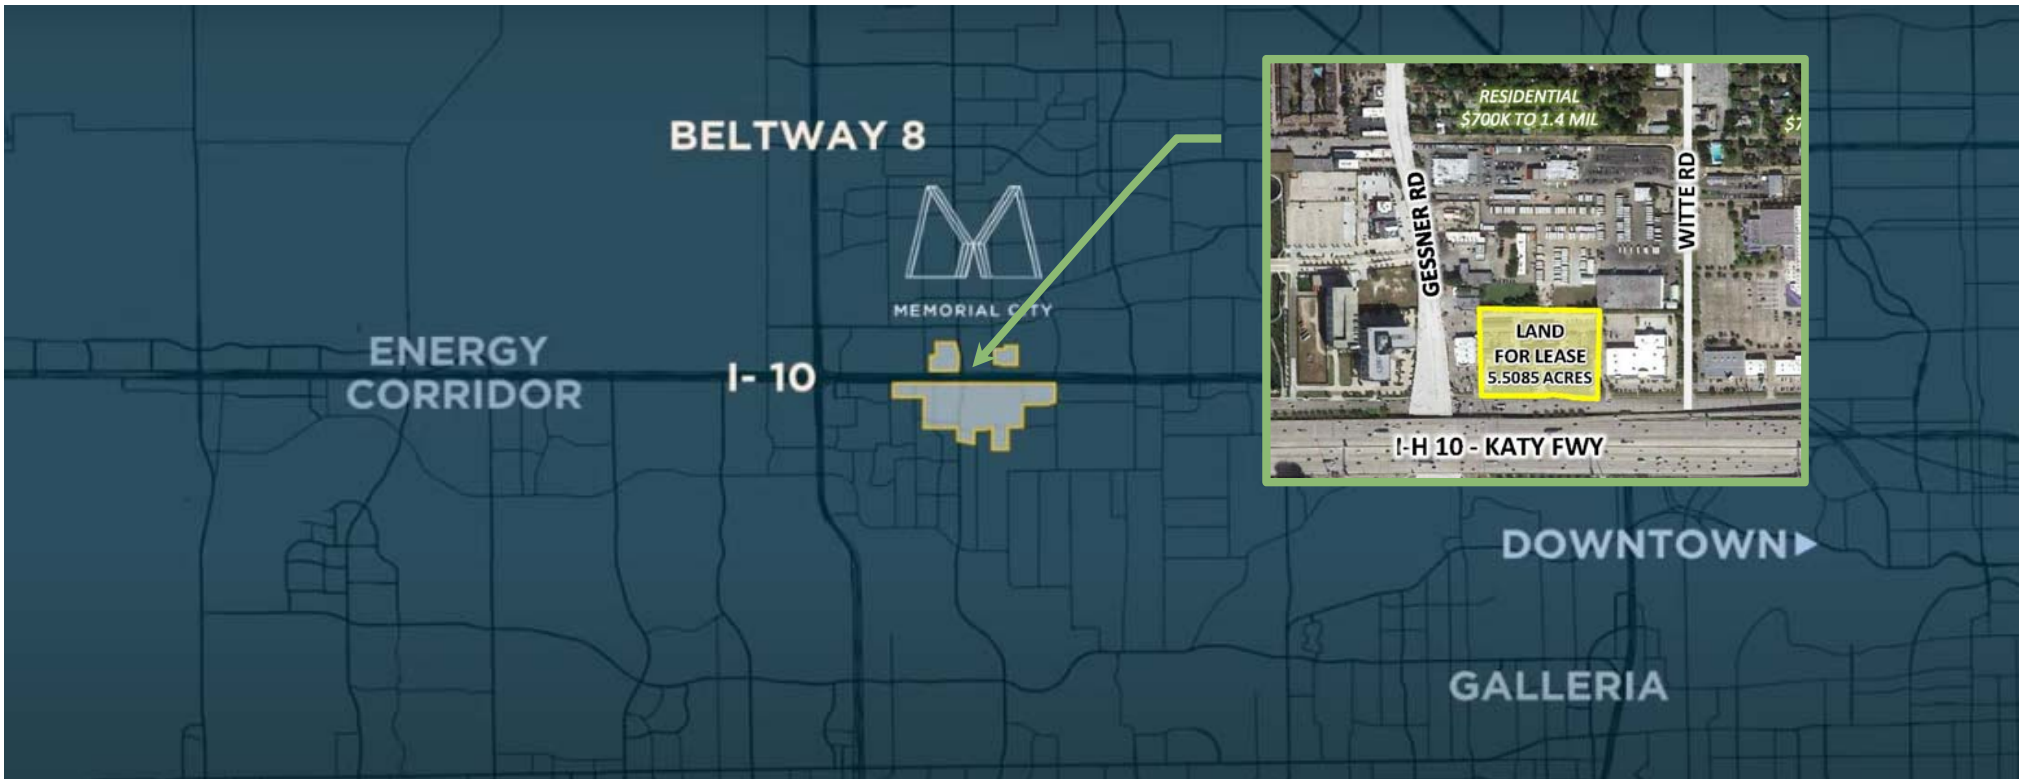 BELTWAY 8
MEMORIAL CITY
ENERGY
CORRIDOR
I- 10
RESIDENTIAL
$700K TO 1.4 MIL
$7
GESSNER RD
WITTE RD
LAND
FOR LEASE
5.5085 ACRES
I-H 10 - KATY FWY
DOWNTOWN
GALLERIA